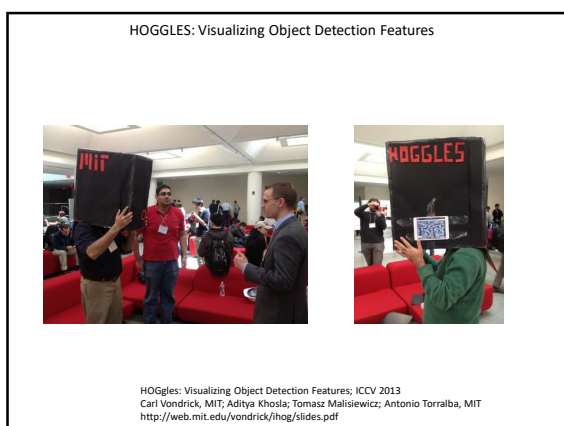 HOGGLES: Visualizing Object Detection Features
MIT
HOGGLES
HOGgles: Visualizing Object Detection Features; ICCV 2013
Carl Vondrick, MIT; Aditya Khosla; Tomasz Malisiewicz; Antonio Torralba, MIT
http://web.mit.edu/vondrick/ihog/slides.pdf